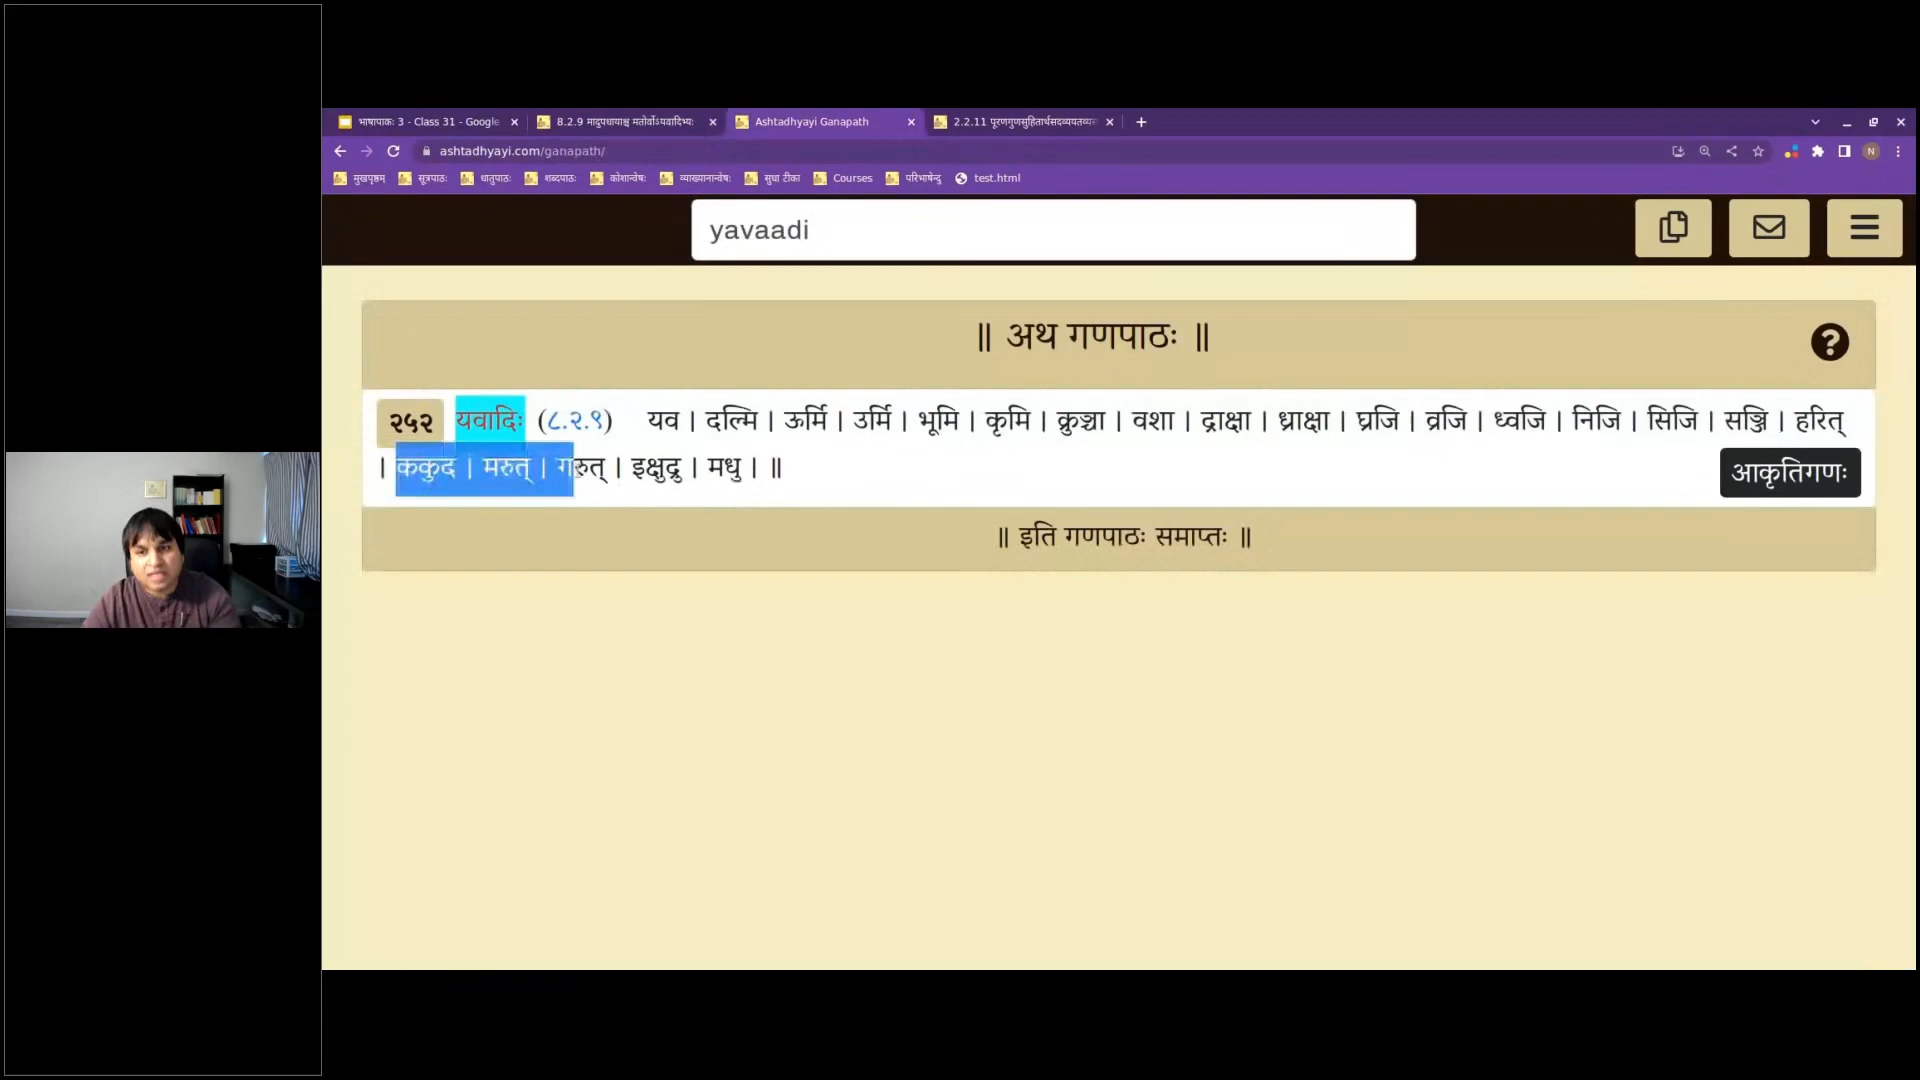 भाषापाकः 3 - Class 31 - Google
8.2.9 मादुपधायाश्च मतोर्वोऽयवादिभ्यः
Ashtadhyayi Ganapath
2.2.11 पूरणगुणसुहितार्थसदव्ययतव्यस
ashtadhyayi.com/ganapath/
N
मुखपृष्ठम् सूत्रपाठः धातुपाठः शब्दपाठः कोशान्वेषः व्याख्यानान्वेषः सुधा टीका Courses परिभाषेन्दु test.html
yavaadi
॥ अथ गणपाठः ॥
?
२५२ यवादिः (८.२.९) यव | दल्मि | ऊर्मि | उर्मि | भूमि | कृमि | क्रुञ्चा | वशा | द्राक्षा | ध्राक्षा | घ्रजि | व्रजि | ध्वजि | निजि | सिजि | सञ्जि | हरित्
| ककुद | मरुत् | गरुत् | इक्षुद्रु | मधु | ॥
आकृतिगणः
॥ इति गणपाठः समाप्तः ॥